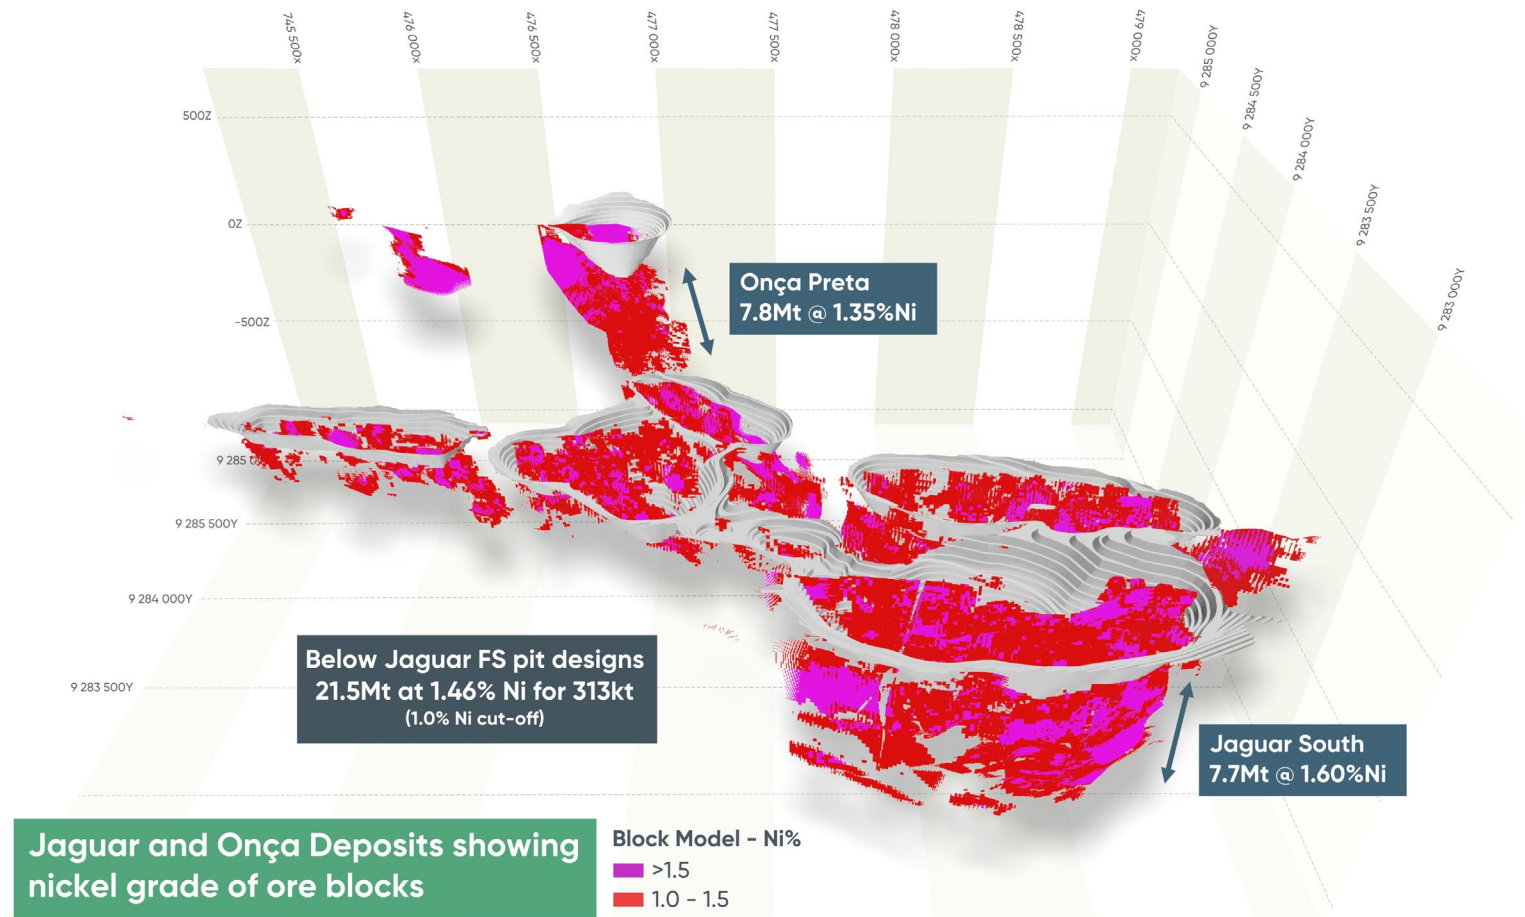 745 500x
476 000x
476 500x
477 000x
477 500x
478 000x
478 500x
479 000x
9 285 000Y
9 284 500Y
9 284 000Y
9 283 500Y
9 283 000Y
500Z
0Z
-500Z
Onça Preta
7.8Mt @ 1.35%Ni
9 285 0
9 285 500Y
9 284 000Y
9 283 500Y
Below Jaguar FS pit designs
21.5Mt at 1.46% Ni for 313kt
(1.0% Ni cut-off)
Jaguar South
7.7Mt @ 1.60%Ni
Jaguar and Onça Deposits showing
nickel grade of ore blocks
Block Model - Ni%
>1.5
1.0 - 1.5